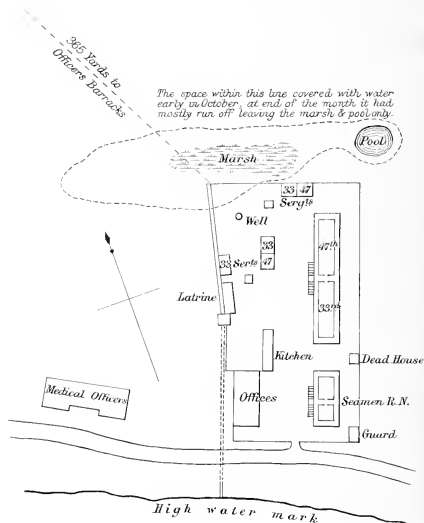 365 Yards to
Officers Barracks
The space within this line covered with water
early in October, at end of the month it had
mostly run off leaving the marsh & pool only.
Pool
Marsh
33 47
Sergts
Well
33
47
33 Serts
47th
33rd
Latrine
Kitchen
Dead House
Medical Officers
Offices
Seamen R.N.
Guard
High water mark